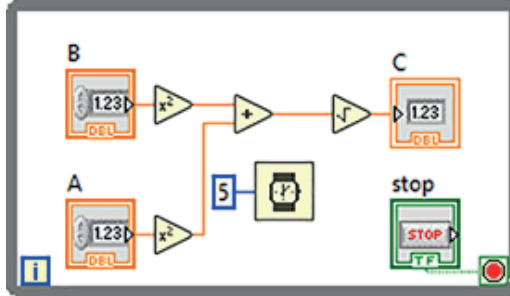 B
C
1.23
x²
+
√
1.23
DBL
DBL
A
5
stop
1.23
x²
STOP
DBL
TF
i